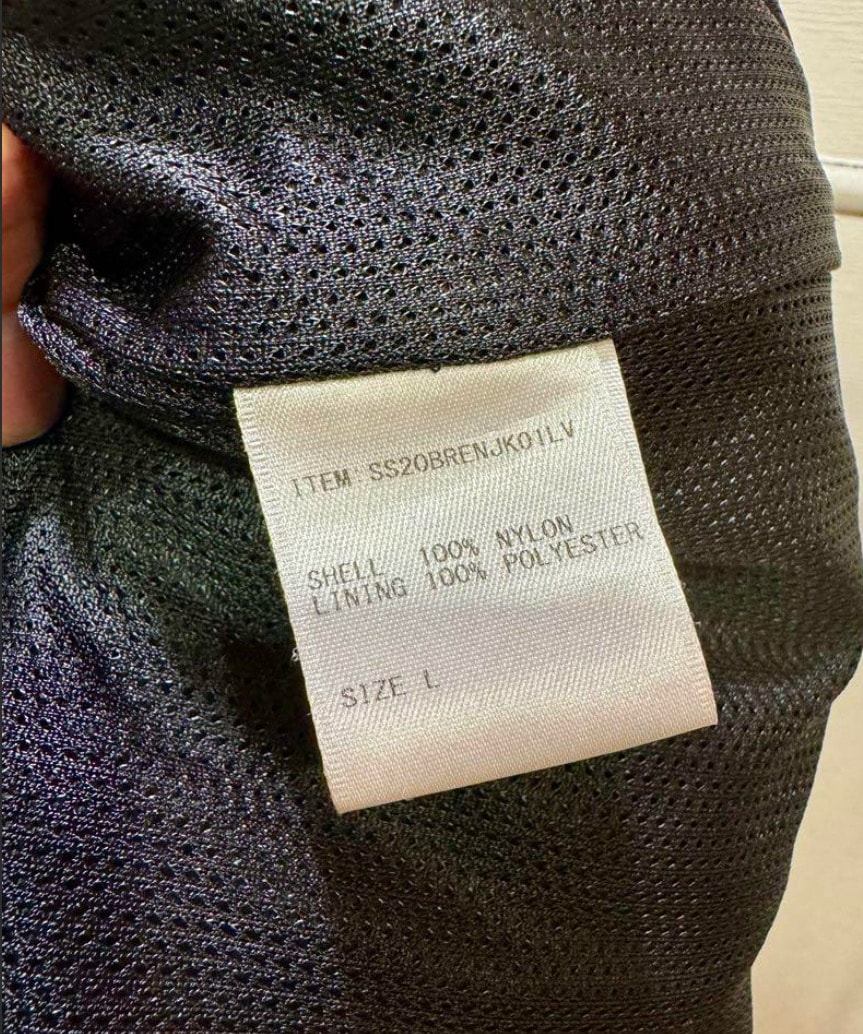 ITEM: SS20BRENJK01LV
SHELL 100% NYLON
LINING 100% POLYESTER
SIZE L